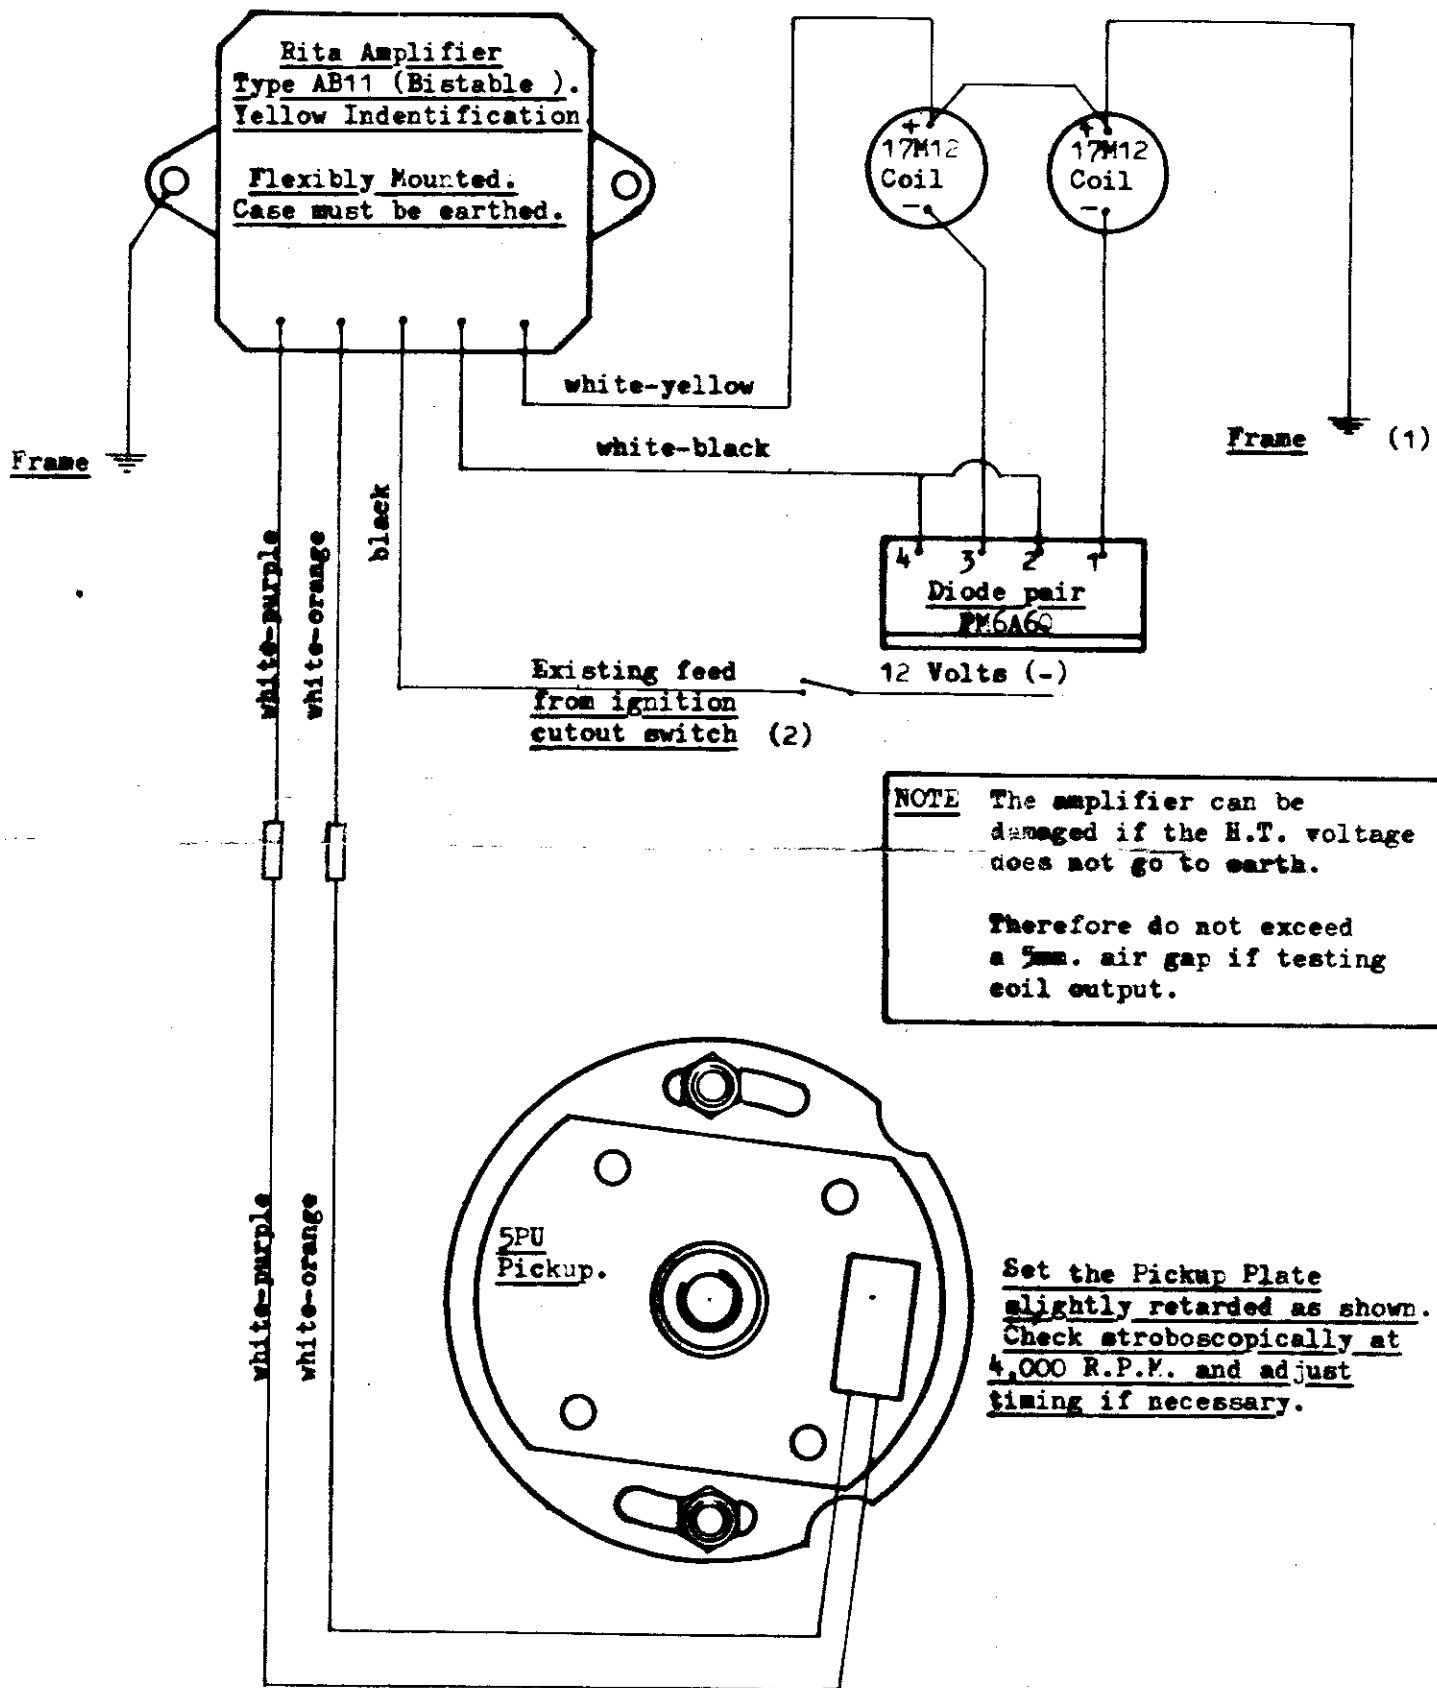 Rita Amplifier
Type AB11 (Bistable ).
Yellow Indentification
Flexibly Mounted.
Case must be earthed.
+
17M12
Coil
-
+
17M12
Coil
-
white-yellow
white-black
Frame
Frame (1)
black
white-purple
white-orange
4 3 2 1
Diode pair
Existing feed
from ignition
cutout switch (2)
12 Volts (-)
NOTE The amplifier can be
damaged if the H.T. voltage
does not go to earth.
Therefore do not exceed
a 5mm. air gap if testing
coil output.
white-purple
white-orange
5PU
Pickup.
Set the Pickup Plate
slightly retarded as shown.
Check stroboscopically at
4,000 R.P.M. and adjust
timing if necessary.